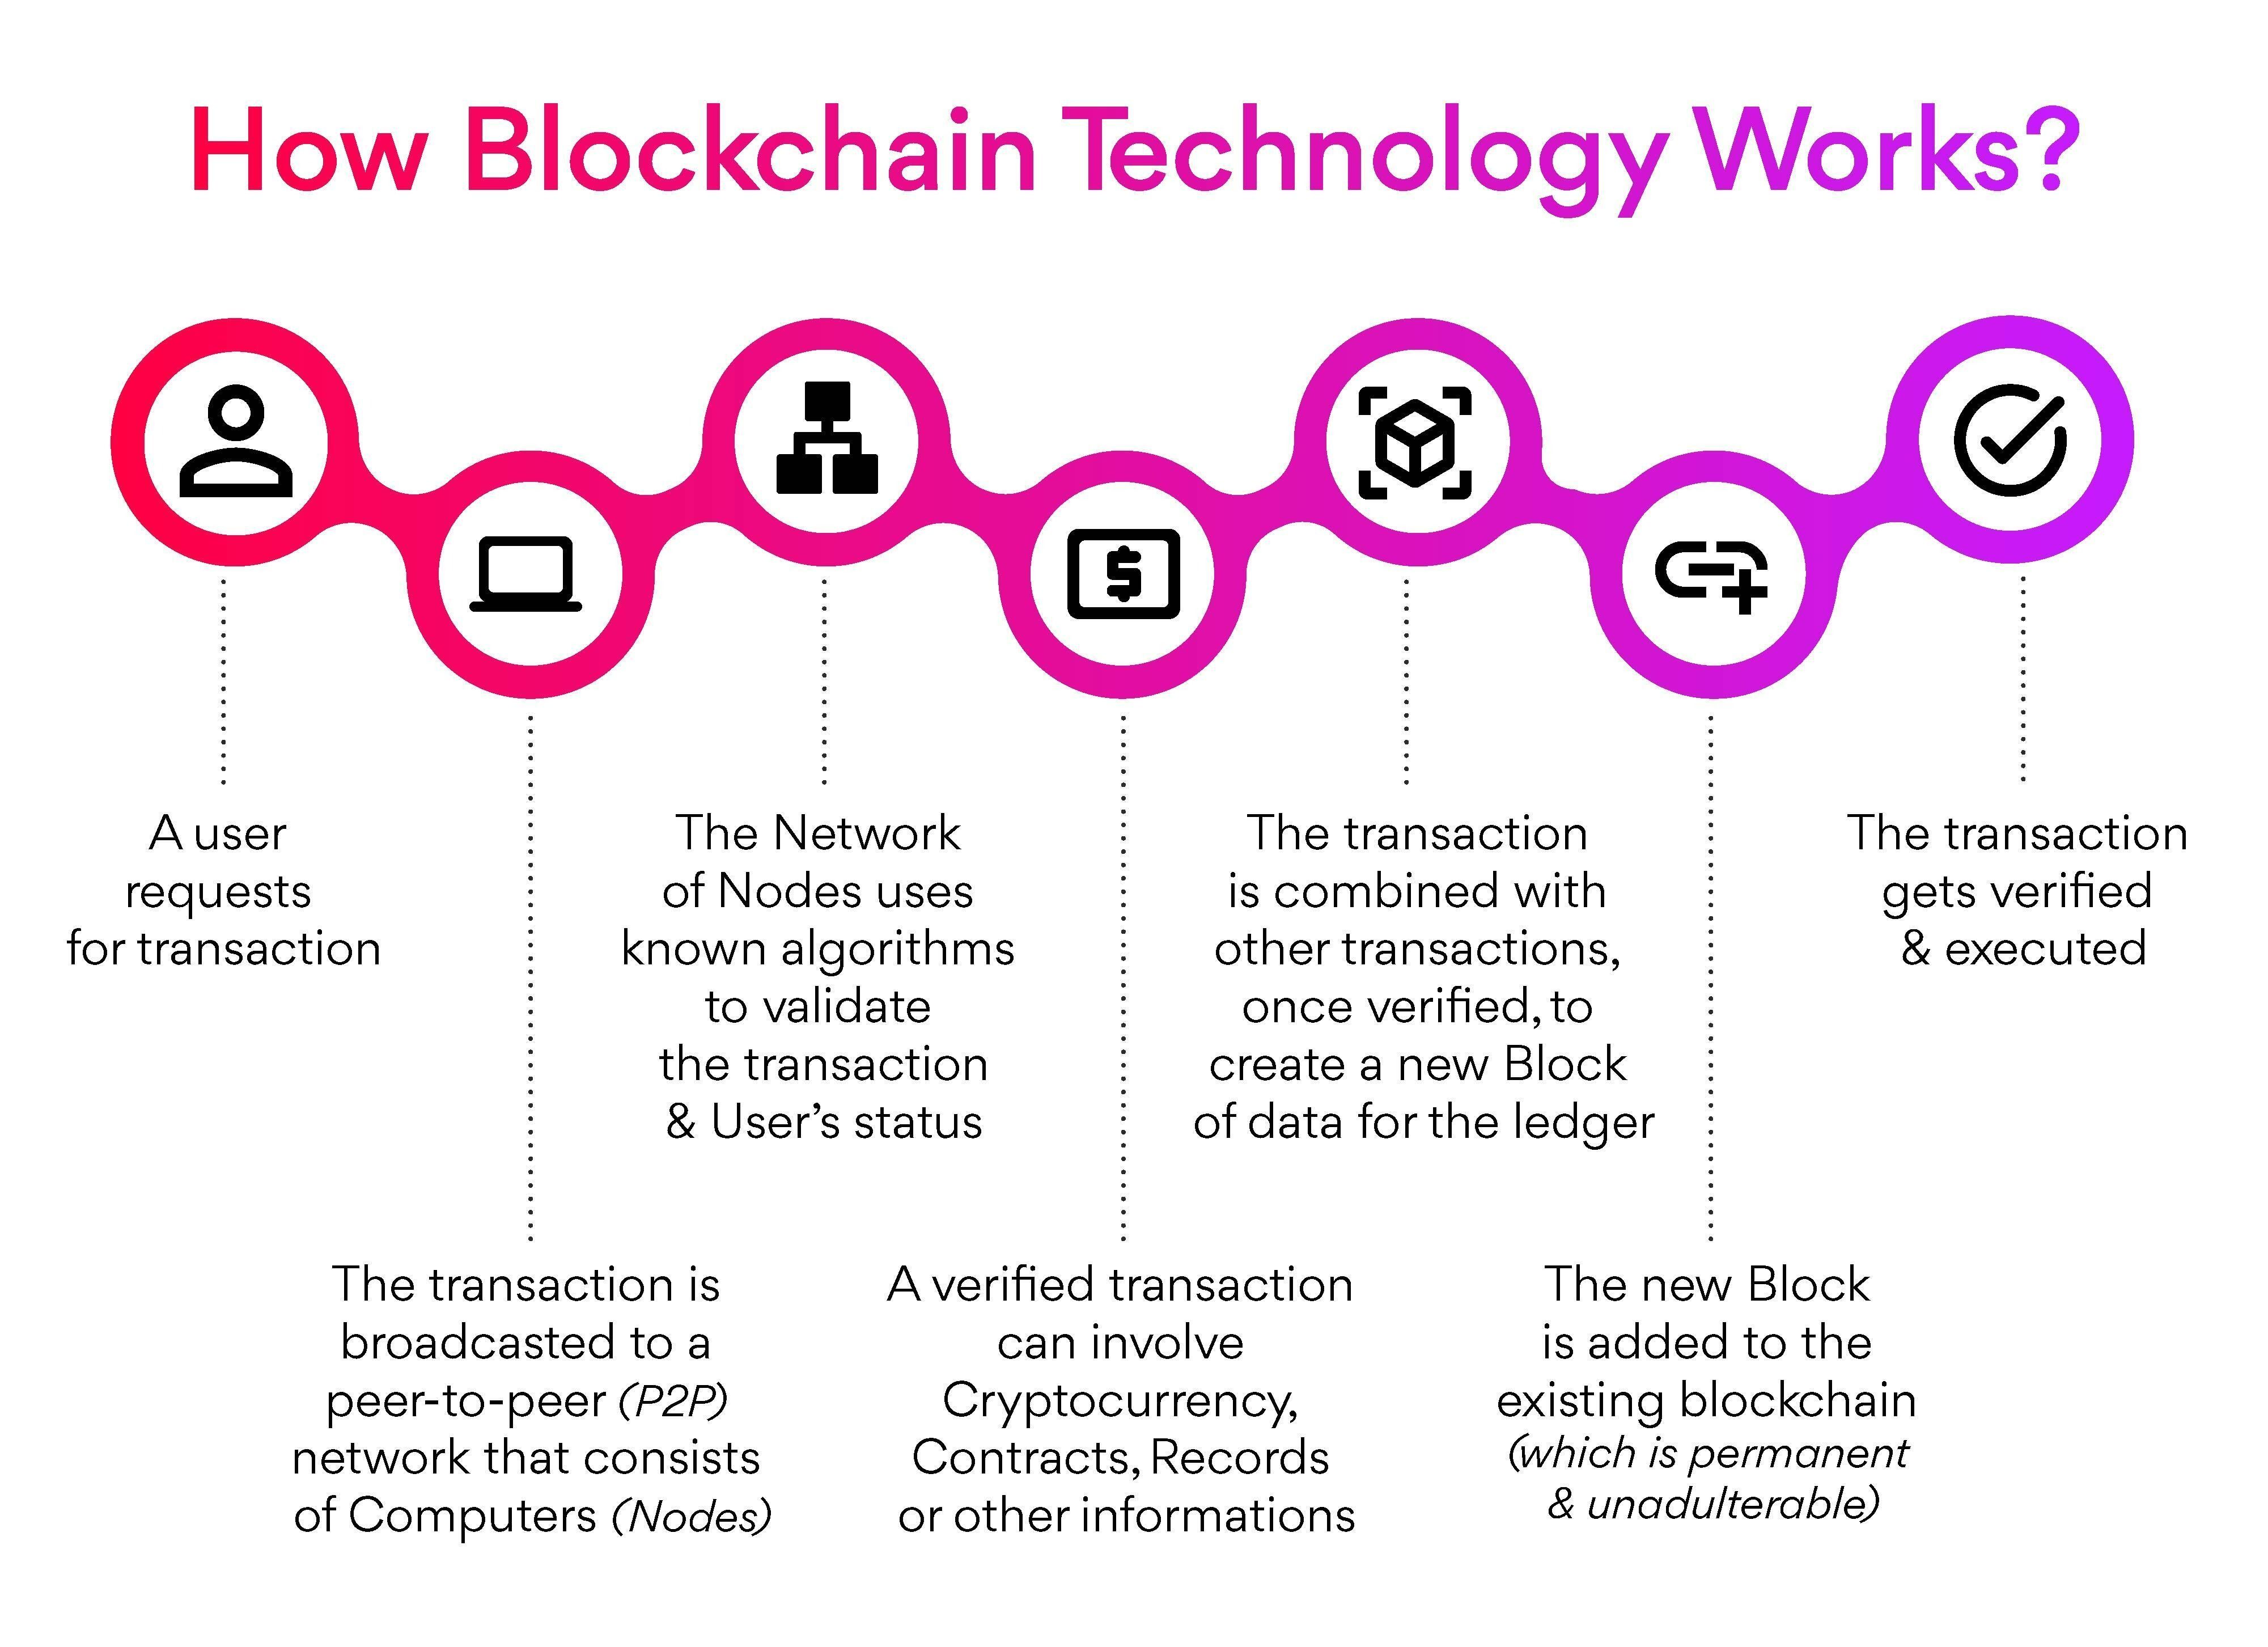 How Blockchain Technology Works?
A user
requests
for transaction
The transaction is
broadcasted to a
peer-to-peer (P2P)
network that consists
of Computers (Nodes)
The Network
of Nodes uses
known algorithms
to validate
the transaction
& User’s status
A verified transaction
can involve
Cryptocurrency,
Contracts, Records
or other informations
The transaction
is combined with
other transactions,
once verified, to
create a new Block
of data for the ledger
The new Block
is added to the
existing blockchain
(which is permanent
& unadulterable)
The transaction
gets verified
& executed